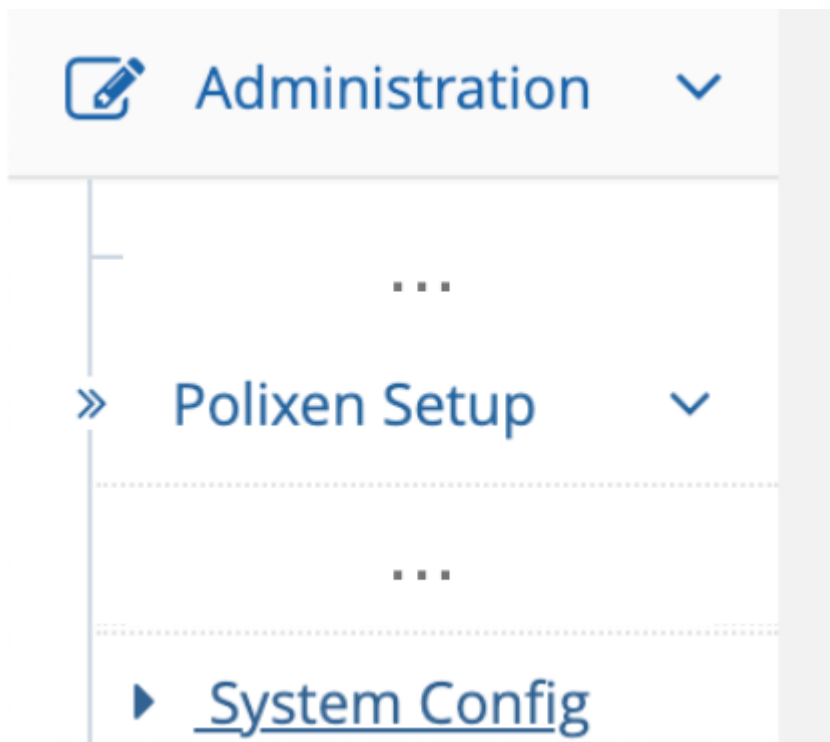 Administration
...
Polixen Setup
...
System Config